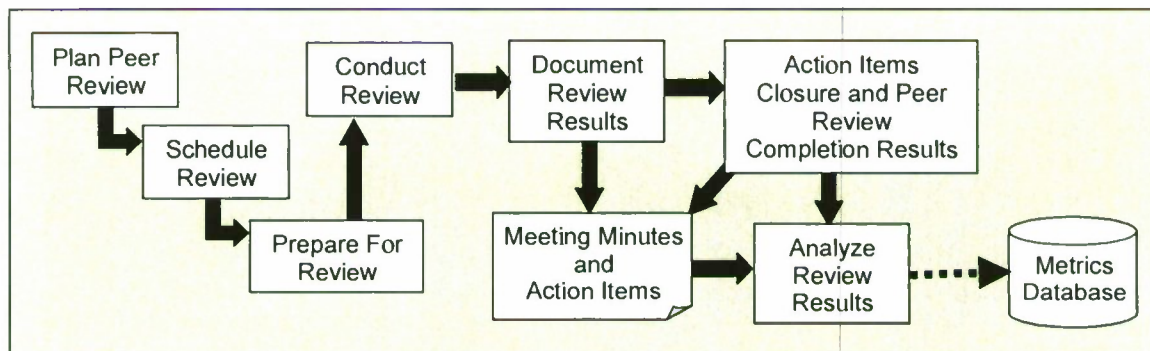 Plan Peer
Review
Schedule
Review
Prepare For
Review
Conduct
Review
Document
Review
Results
Action Items
Closure and Peer
Review
Completion Results
Meeting Minutes
and
Action Items
Analyze
Review
Results
Metrics
Database